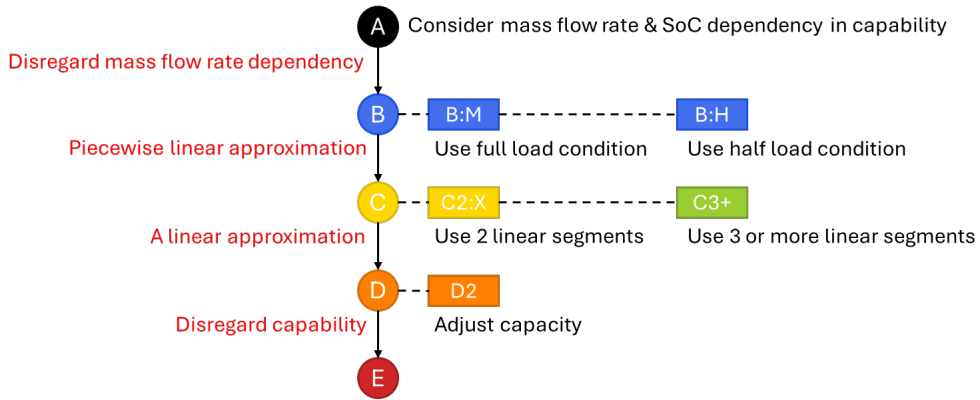 A Consider mass flow rate & SoC dependency in capability
Disregard mass flow rate dependency
B B:M B:H
Piecewise linear approximation Use full load condition Use half load condition
C C2:X C3+
A linear approximation Use 2 linear segments Use 3 or more linear segments
D D2
Disregard capability Adjust capacity
E